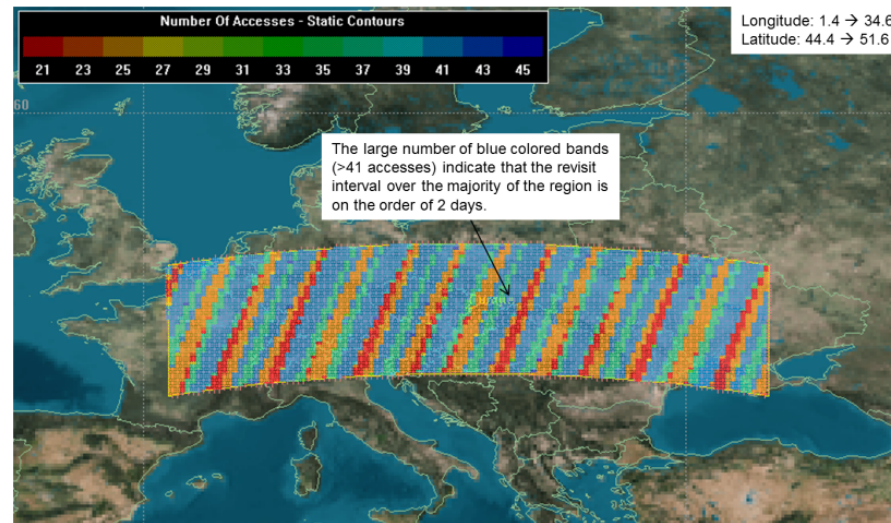 Number Of Accesses - Static Contours
21 23 25 27 29 31 33 35 37 39 41 43 45
Longitude: 1.4 → 34.6
Latitude: 44.4 → 51.6
60
The large number of blue colored bands
(>41 accesses) indicate that the revisit
interval over the majority of the region is
on the order of 2 days.